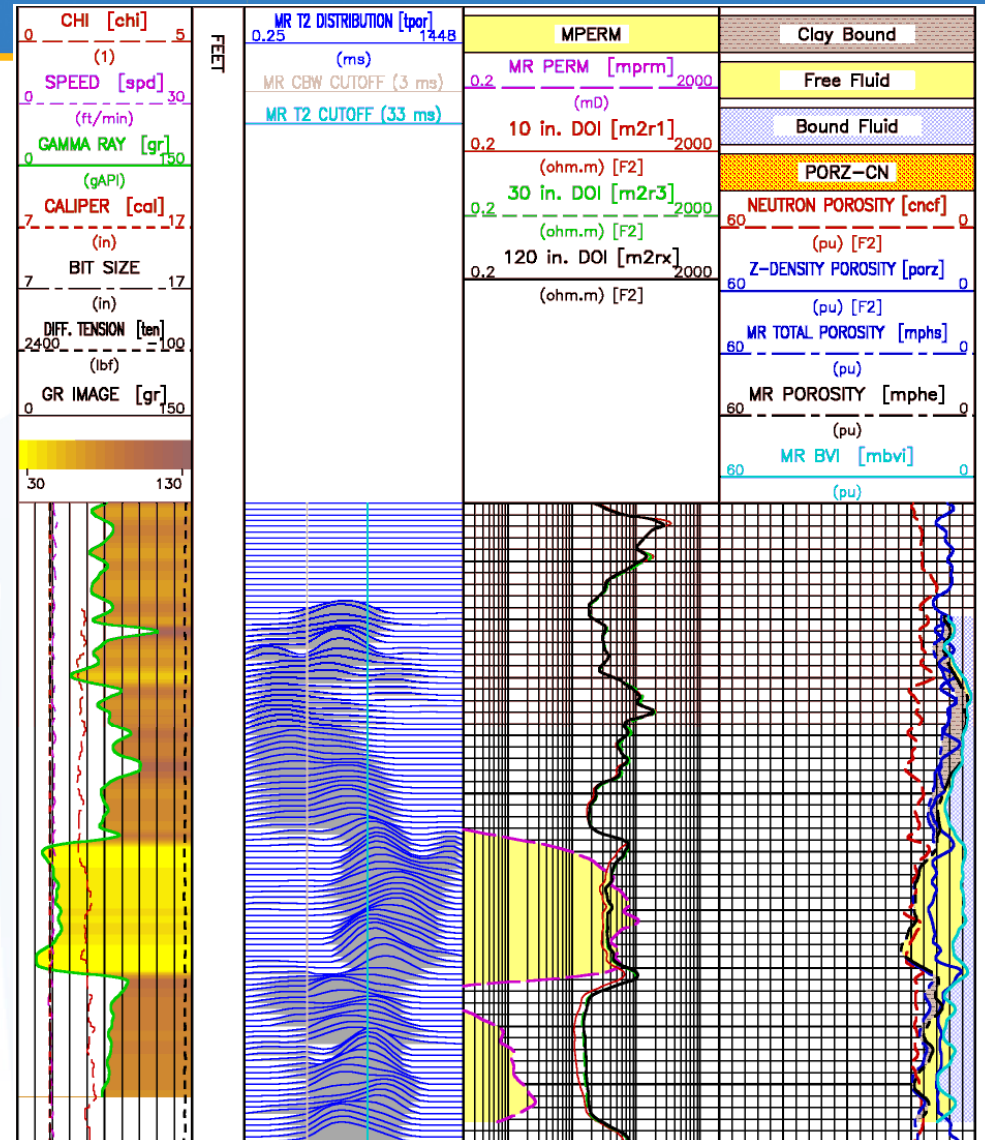 CHI [chi]
0 5
(1)
SPEED [spd]
0 30
(ft/min)
GAMMA RAY [gr]
0 150
(gAPI)
CALIPER [cal]
7 17
(in)
BIT SIZE
7 17
(in)
DIFF. TENSION [ten]
2400 -100
(lbf)
GR IMAGE [gr]
0 150
30 130
FEET
MR T2 DISTRIBUTION [tpor]
0.25 1448
(ms)
MR CBW CUTOFF (3 ms)
MR T2 CUTOFF (33 ms)
MPERM
MR PERM [mprm]
0.2 2000
(mD)
10 in. DOI [m2r1]
0.2 2000
(ohm.m) [F2]
30 in. DOI [m2r3]
0.2 2000
(ohm.m) [F2]
120 in. DOI [m2rx]
0.2 2000
(ohm.m) [F2]
Clay Bound
Free Fluid
Bound Fluid
PORZ-CN
NEUTRON POROSITY [cncf]
60 0
(pu) [F2]
Z-DENSITY POROSITY [porz]
60 0
(pu) [F2]
MR TOTAL POROSITY [mphs]
60 0
(pu)
MR POROSITY [mphe]
60 0
(pu)
MR BVI [mbvi]
60 0
(pu)